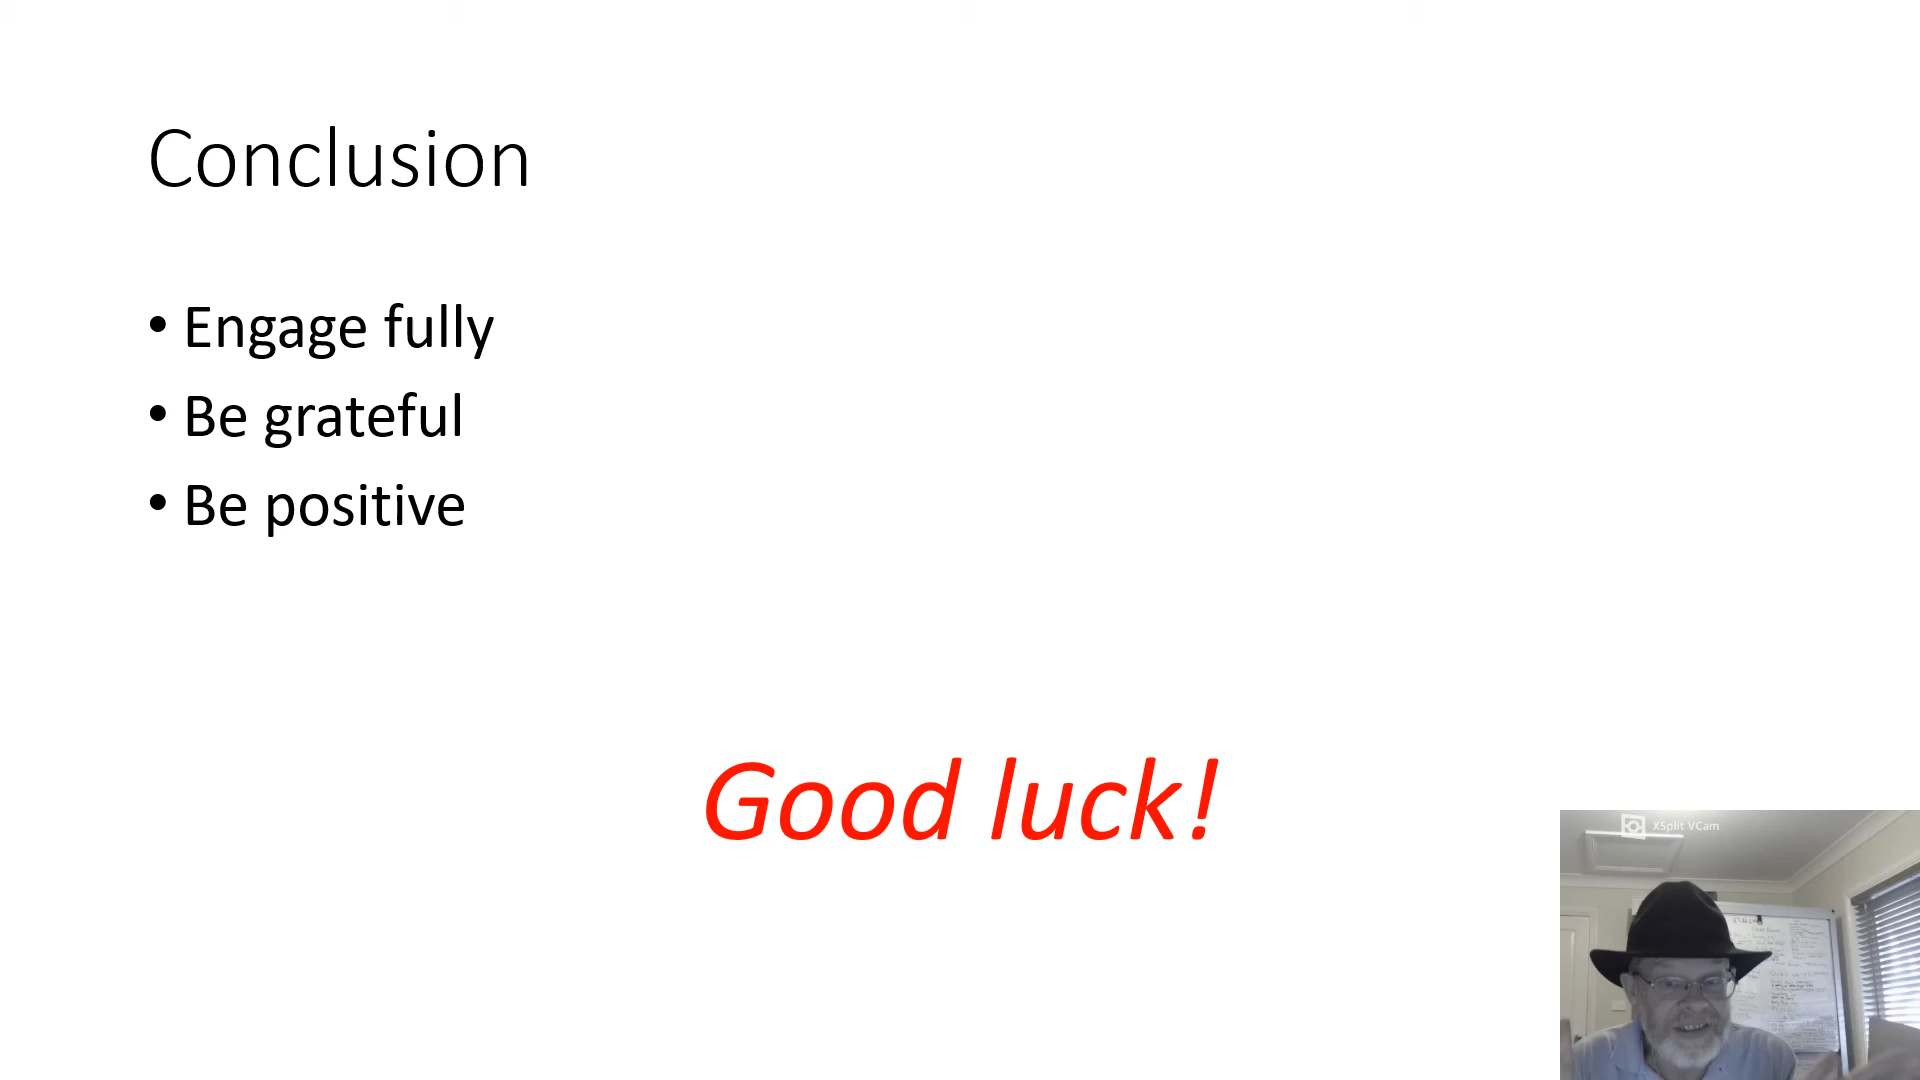 Conclusion
• Engage fully
• Be grateful
• Be positive
Good luck!
XSplit VCam